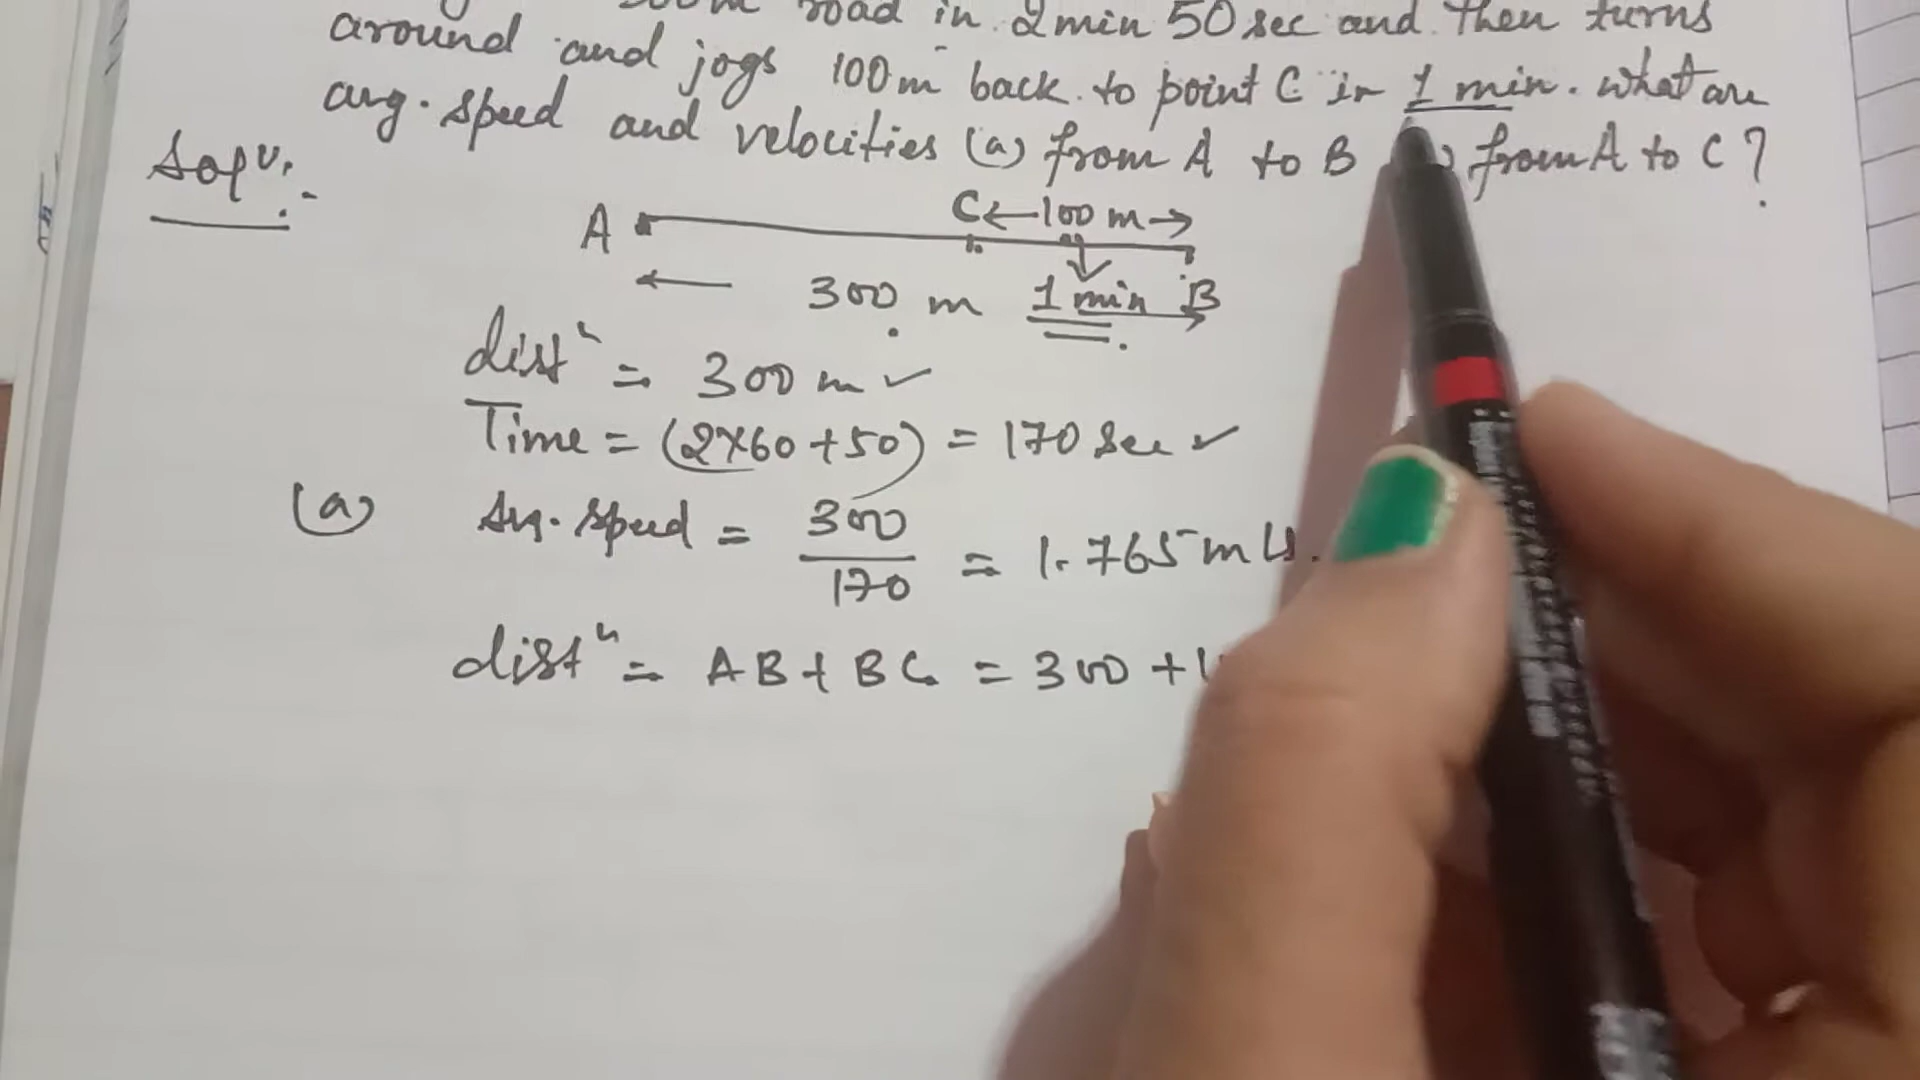 road in 2 min 50 sec and then turns
around and jogs 100 m back to point C in 1 min. what are
avg. speed and velocities (a) from A to B from A to C ?
Solⁿ.
C ←100 m→
A
300 m 1 min B
distⁿ = 300 m ✓
Time = (2×60 + 50) = 170 sec ✓
(a) Av. speed = 300/170 = 1.765 m/s.
distⁿ = AB + BC = 300 +